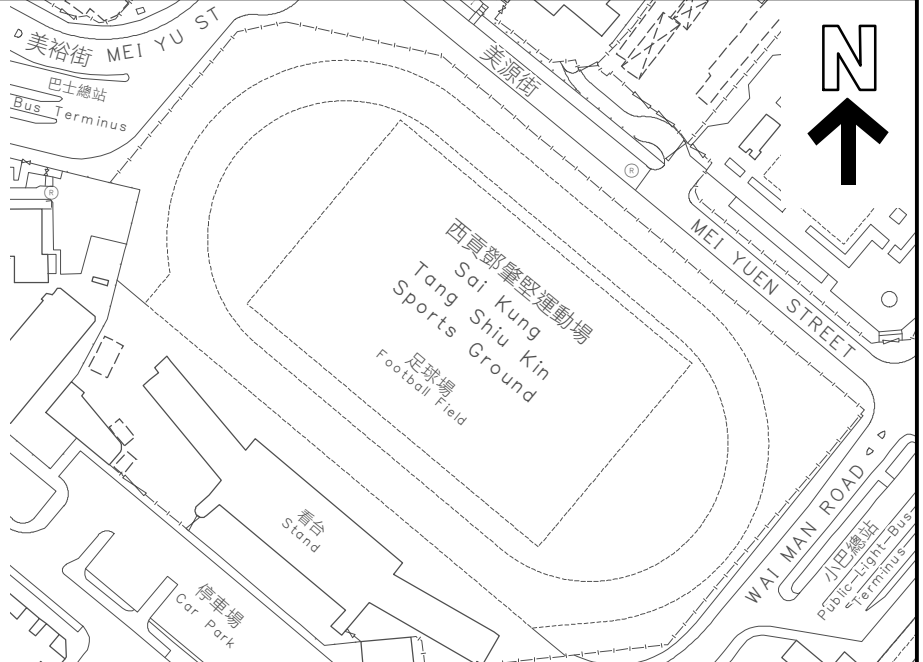 美裕街 MEI YU ST
巴士總站
Bus Terminus
美源街
N
R
R
MEI YUEN STREET
西貢鄧肇堅運動場
Sai Kung
Tang Shiu Kin
Sports Ground
足球場
Football Field
看台
Stand
停車場
Car Park
WAI MAN ROAD
小巴總站
Public-Light-Bus
Terminus